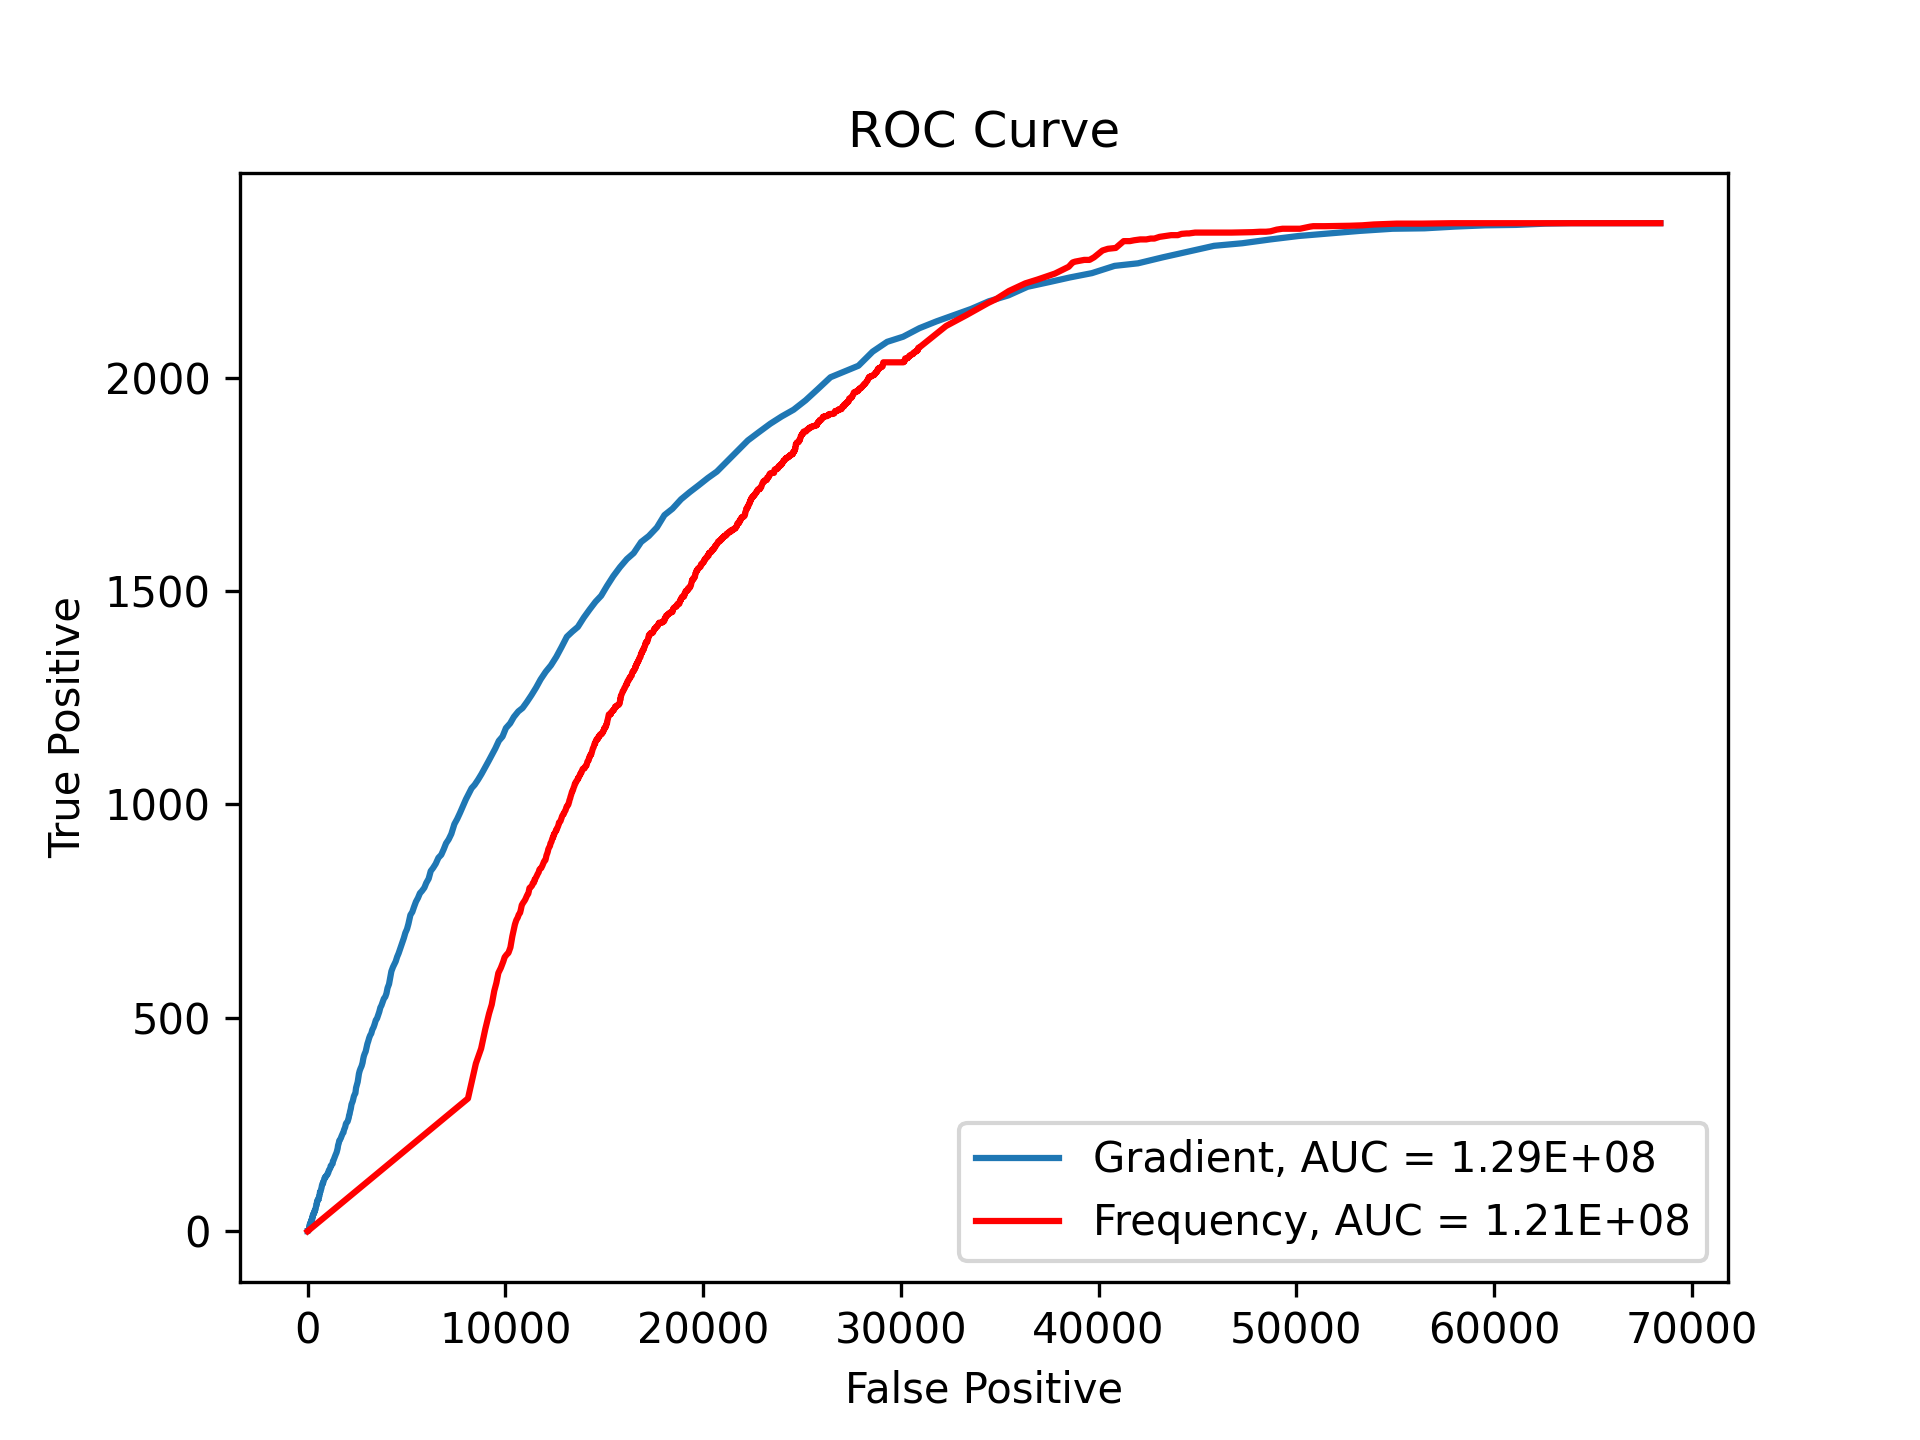 ROC Curve
True Positive
2000
1500
1000
500
0
0 10000 20000 30000 40000 50000 60000 70000
False Positive
Gradient, AUC = 1.29E+08
Frequency, AUC = 1.21E+08